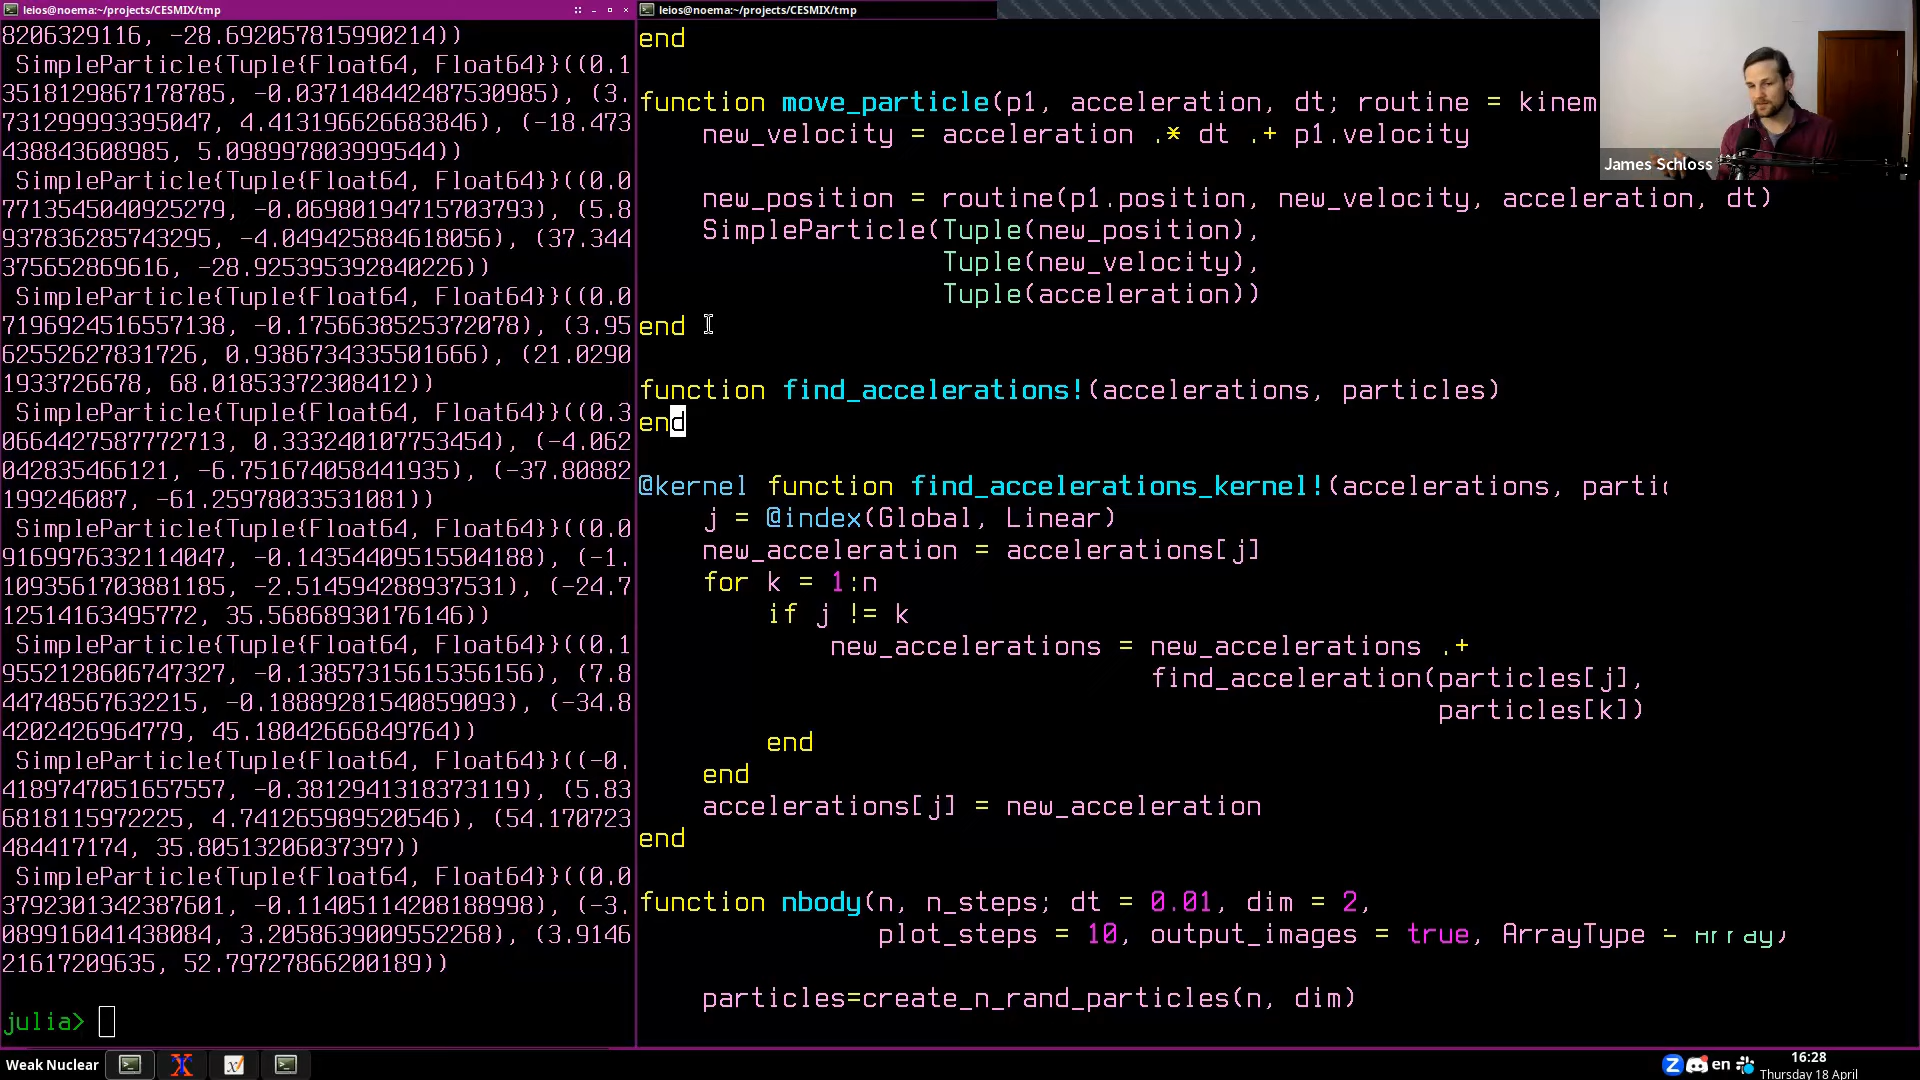 leios@noema:~/projects/CESMIX/tmp
8206329116, -28.692057815990214))
SimpleParticle{Tuple{Float64, Float64}}((0.1
3518129867178785, -0.037148442487530985), (3.
731299993395047, 4.413196626683846), (-18.473
438843608985, 5.098997803999544))
SimpleParticle{Tuple{Float64, Float64}}((0.0
7713545040925279, -0.06980194715703793), (5.8
937836285743295, -4.049425884618056), (37.344
375652869616, -28.925395392840226))
SimpleParticle{Tuple{Float64, Float64}}((0.0
7196924516557138, -0.1756638525372078), (3.95
62552627831726, 0.9386734335501666), (21.0290
1933726678, 68.01853372308412))
SimpleParticle{Tuple{Float64, Float64}}((0.3
0664427587772713, 0.333240107753454), (-4.062
042835466121, -6.751674058441935), (-37.80882
199246087, -61.25978033531081))
SimpleParticle{Tuple{Float64, Float64}}((0.0
9169976332114047, -0.14354409515504188), (-1.
1093561703881185, -2.514594288937531), (-24.7
12514163495772, 35.56868930176146))
SimpleParticle{Tuple{Float64, Float64}}((0.1
9552128606747327, -0.13857315615356156), (7.8
44748567632215, -0.18889281540859093), (-34.8
4202426964779, 45.18042666849764))
SimpleParticle{Tuple{Float64, Float64}}((-0.
4189747051657557, -0.3812941318373119), (5.83
6818115972225, 4.741265989520546), (54.170723
484417174, 35.80513206037397))
SimpleParticle{Tuple{Float64, Float64}}((0.0
3792301342387601, -0.11405114208188998), (-3.
089916041438084, 3.2058639009552268), (3.9146
21617209635, 52.79727866200189))
julia>
leios@noema:~/projects/CESMIX/tmp
end
function move_particle(p1, acceleration, dt; routine = kinem
new_velocity = acceleration .* dt .+ p1.velocity
new_position = routine(p1.position, new_velocity, acceleration, dt)
SimpleParticle(Tuple(new_position),
Tuple(new_velocity),
Tuple(acceleration))
end
function find_accelerations!(accelerations, particles)
end
@kernel function find_accelerations_kernel!(accelerations, partic
j = @index(Global, Linear)
new_acceleration = accelerations[j]
for k = 1:n
if j != k
new_accelerations = new_accelerations .+
find_acceleration(particles[j],
particles[k])
end
end
accelerations[j] = new_acceleration
end
function nbody(n, n_steps; dt = 0.01, dim = 2,
plot_steps = 10, output_images = true, ArrayType = Array)
particles=create_n_rand_particles(n, dim)
James Schloss
Weak Nuclear
en
16:28
Thursday 18 April